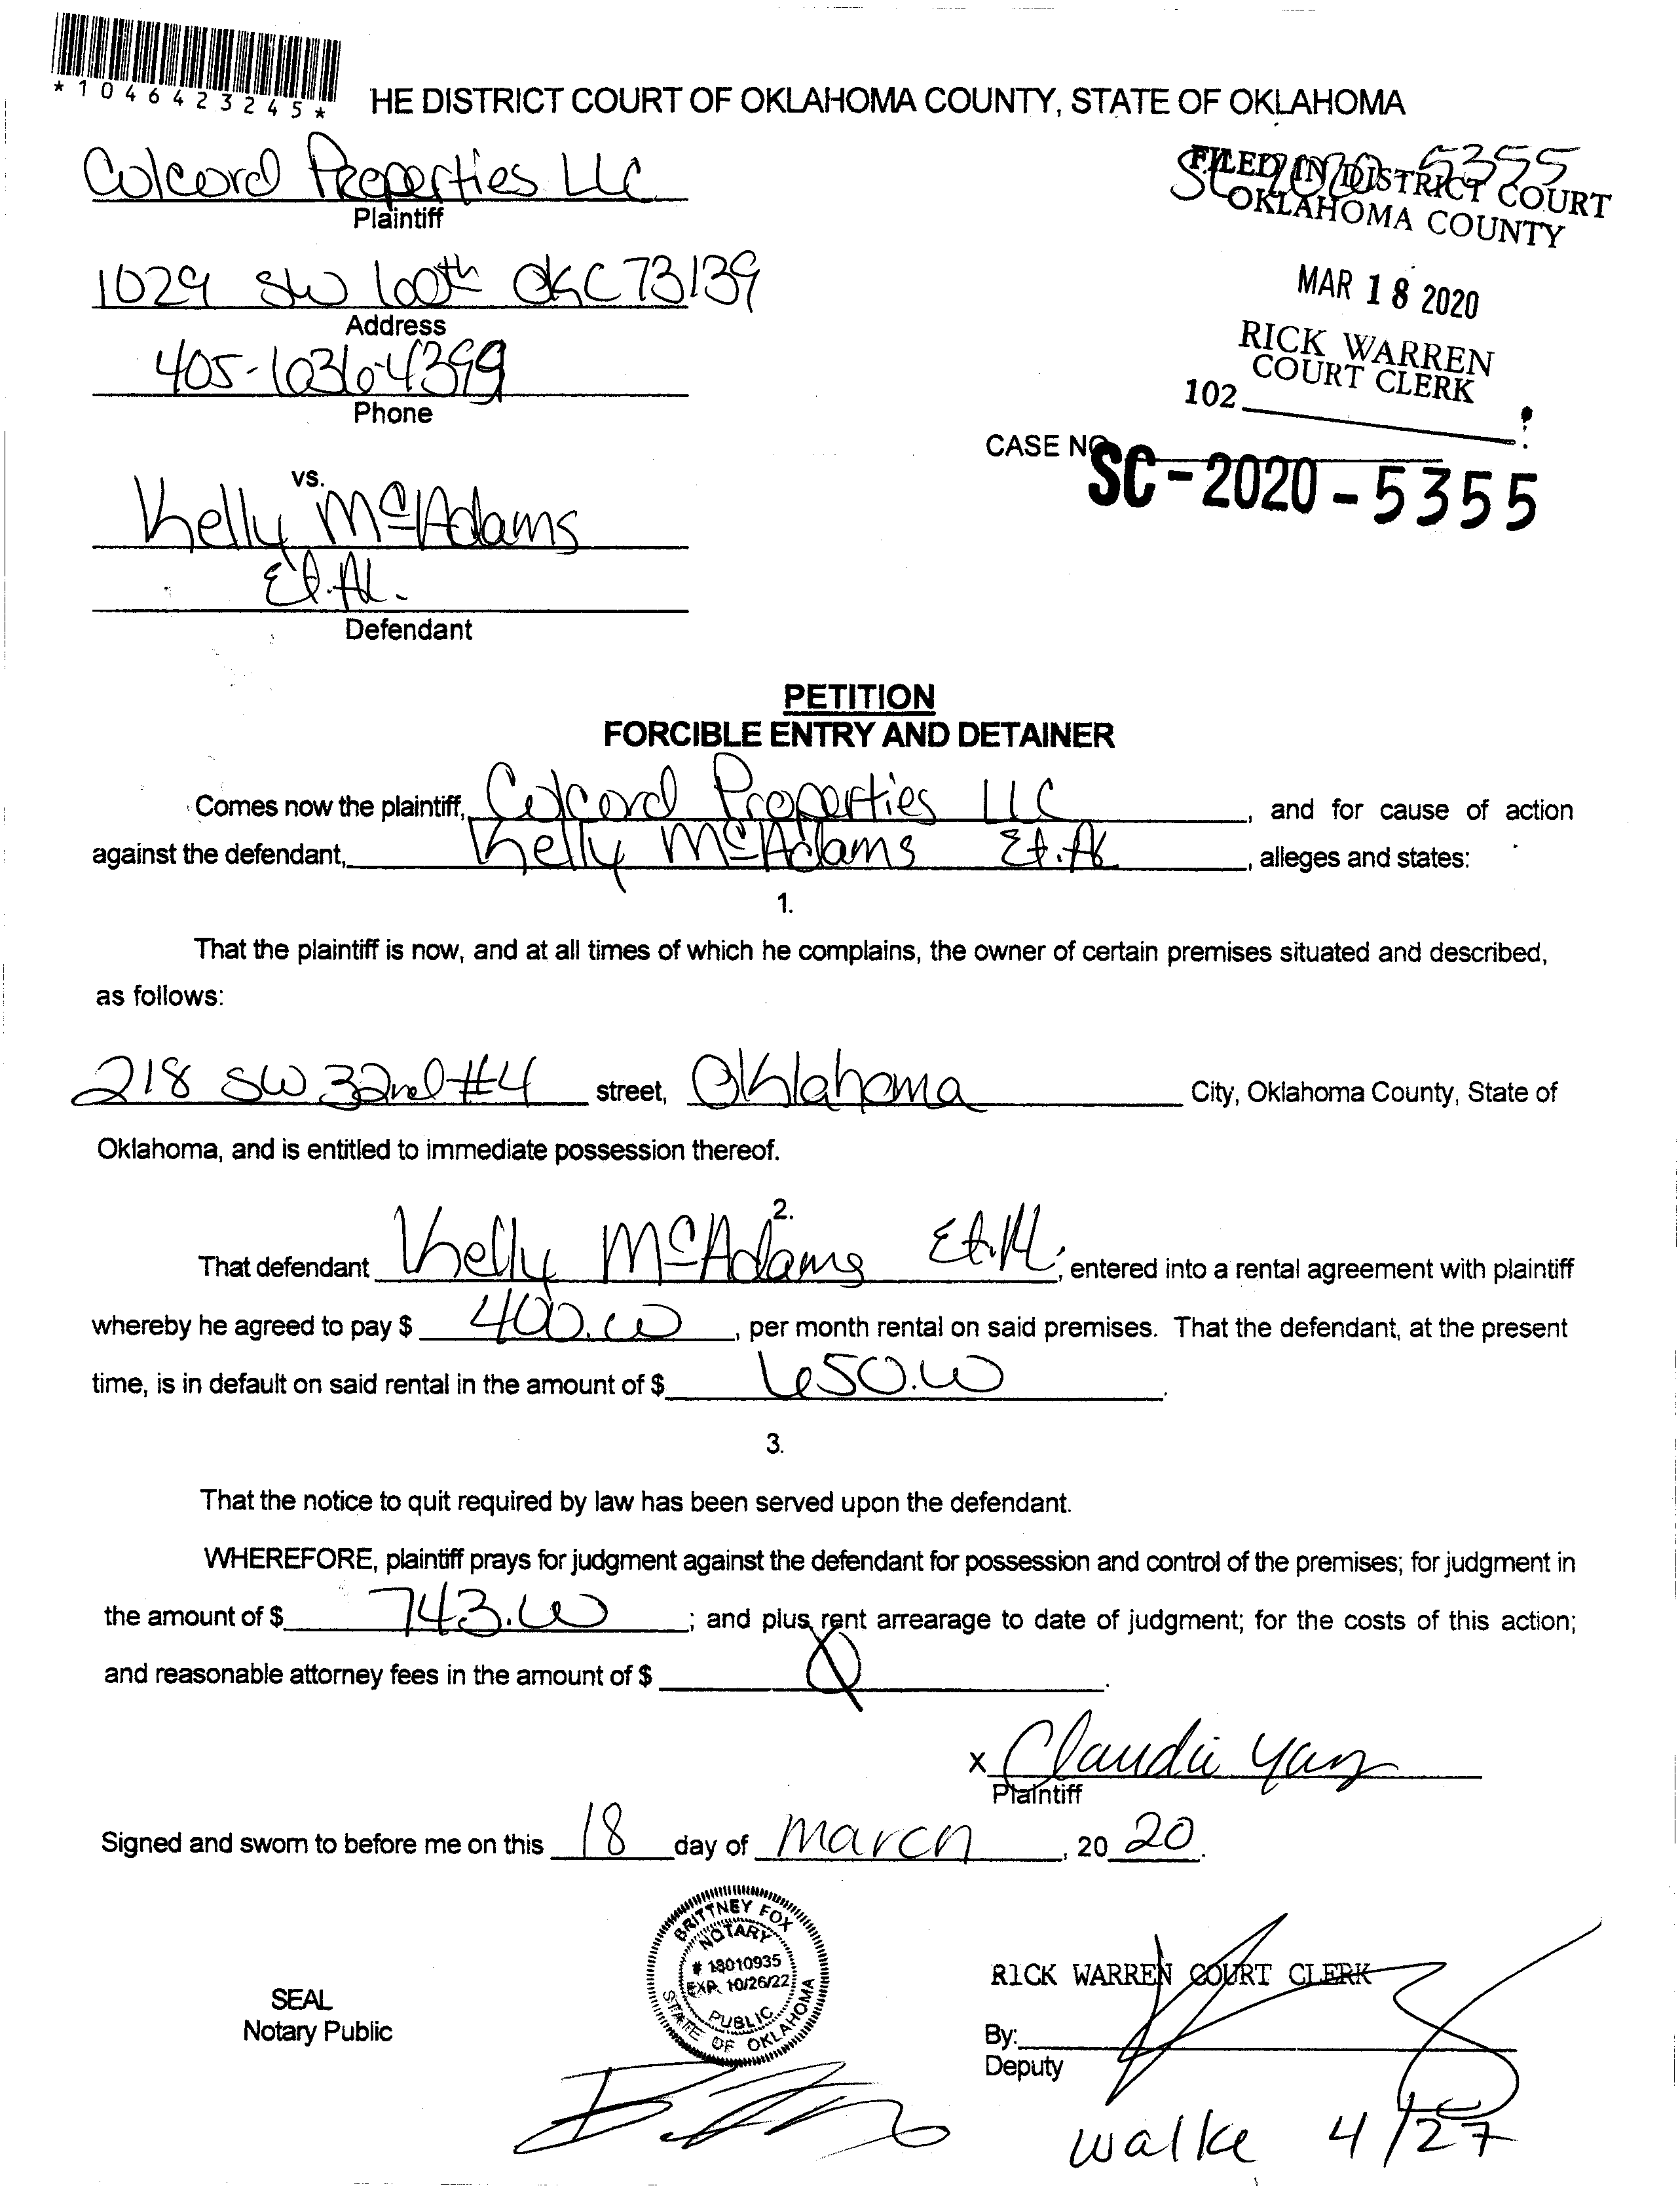 *1046423245*
HE DISTRICT COURT OF OKLAHOMA COUNTY, STATE OF OKLAHOMA
Colcord Properties LLC
Plaintiff
SC 2020 5355
FILED IN DISTRICT COURT
OKLAHOMA COUNTY
1029 SW 100th OKC 73139
Address
MAR 18 2020
405-636-4399
Phone
RICK WARREN
COURT CLERK
102
CASE NO.
SC-2020-5355
vs.
Kelly McAdams
Et. Al.
Defendant
PETITION
FORCIBLE ENTRY AND DETAINER
Comes now the plaintiff, Colcord Properties LLC, and for cause of action
against the defendant, Kelly McAdams Et. Al, alleges and states:
1.
That the plaintiff is now, and at all times of which he complains, the owner of certain premises situated and described,
as follows:
218 SW 32nd #4 street, Oklahoma City, Oklahoma County, State of
Oklahoma, and is entitled to immediate possession thereof.
2.
That defendant Kelly McAdams Et. Al., entered into a rental agreement with plaintiff
whereby he agreed to pay $ 400.00, per month rental on said premises. That the defendant, at the present
time, is in default on said rental in the amount of $ 650.00.
3.
That the notice to quit required by law has been served upon the defendant.
WHEREFORE, plaintiff prays for judgment against the defendant for possession and control of the premises; for judgment in
the amount of $ 743.00; and plus rent arrearage to date of judgment; for the costs of this action;
and reasonable attorney fees in the amount of $ 0.
x Claudia Yanz
Plaintiff
Signed and sworn to before me on this 18 day of March, 2020.
BRITTNEY FOX
NOTARY
# 18010935
EXP. 10/26/22
PUBLIC
STATE OF OKLAHOMA
SEAL
Notary Public
RICK WARREN COURT CLERK
By:
Deputy
walke 4/27